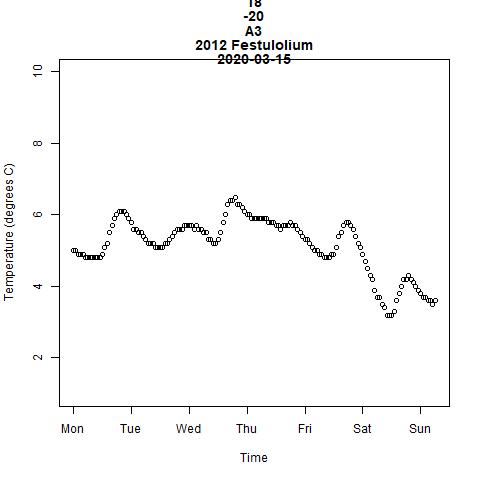 18
-20
A3
2012 Festulolium
2020-03-15
Temperature (degrees C)
10
8
6
4
2
Mon Tue Wed Thu Fri Sat Sun
Time